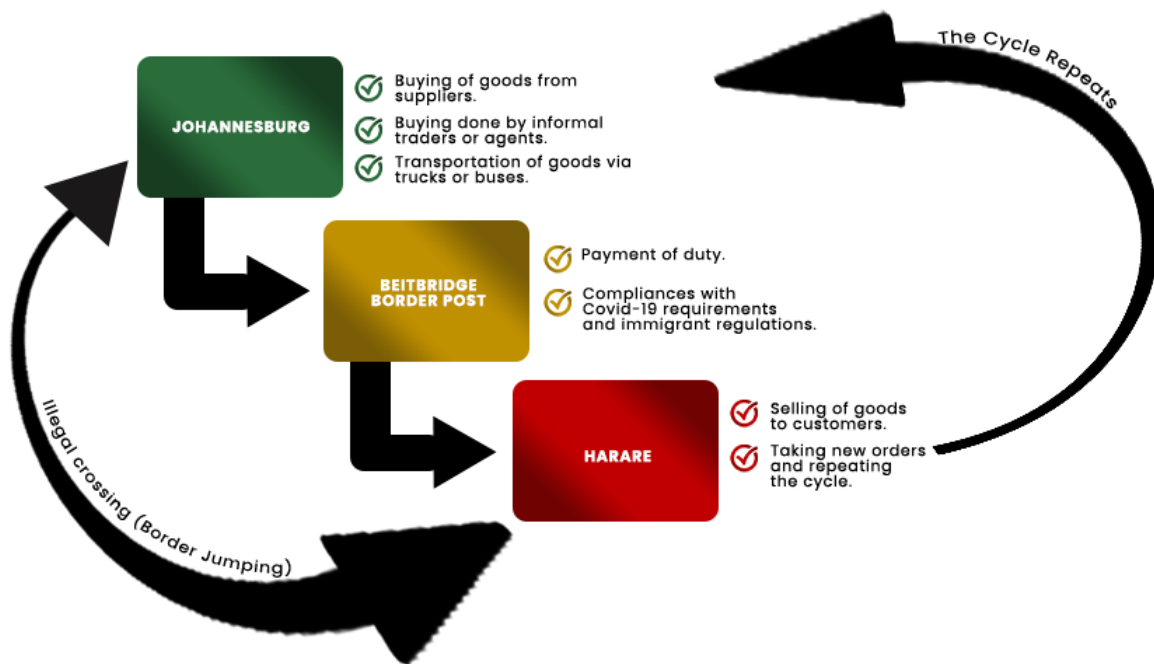 The Cycle Repeats
JOHANNESBURG
Buying of goods from
suppliers.
Buying done by informal
traders or agents.
Transportation of goods via
trucks or buses.
BEITBRIDGE
BORDER POST
Payment of duty.
Compliances with
Covid-19 requirements
and immigrant regulations.
HARARE
Selling of goods
to customers.
Taking new orders
and repeating
the cycle.
Illegal crossing (Border Jumping)